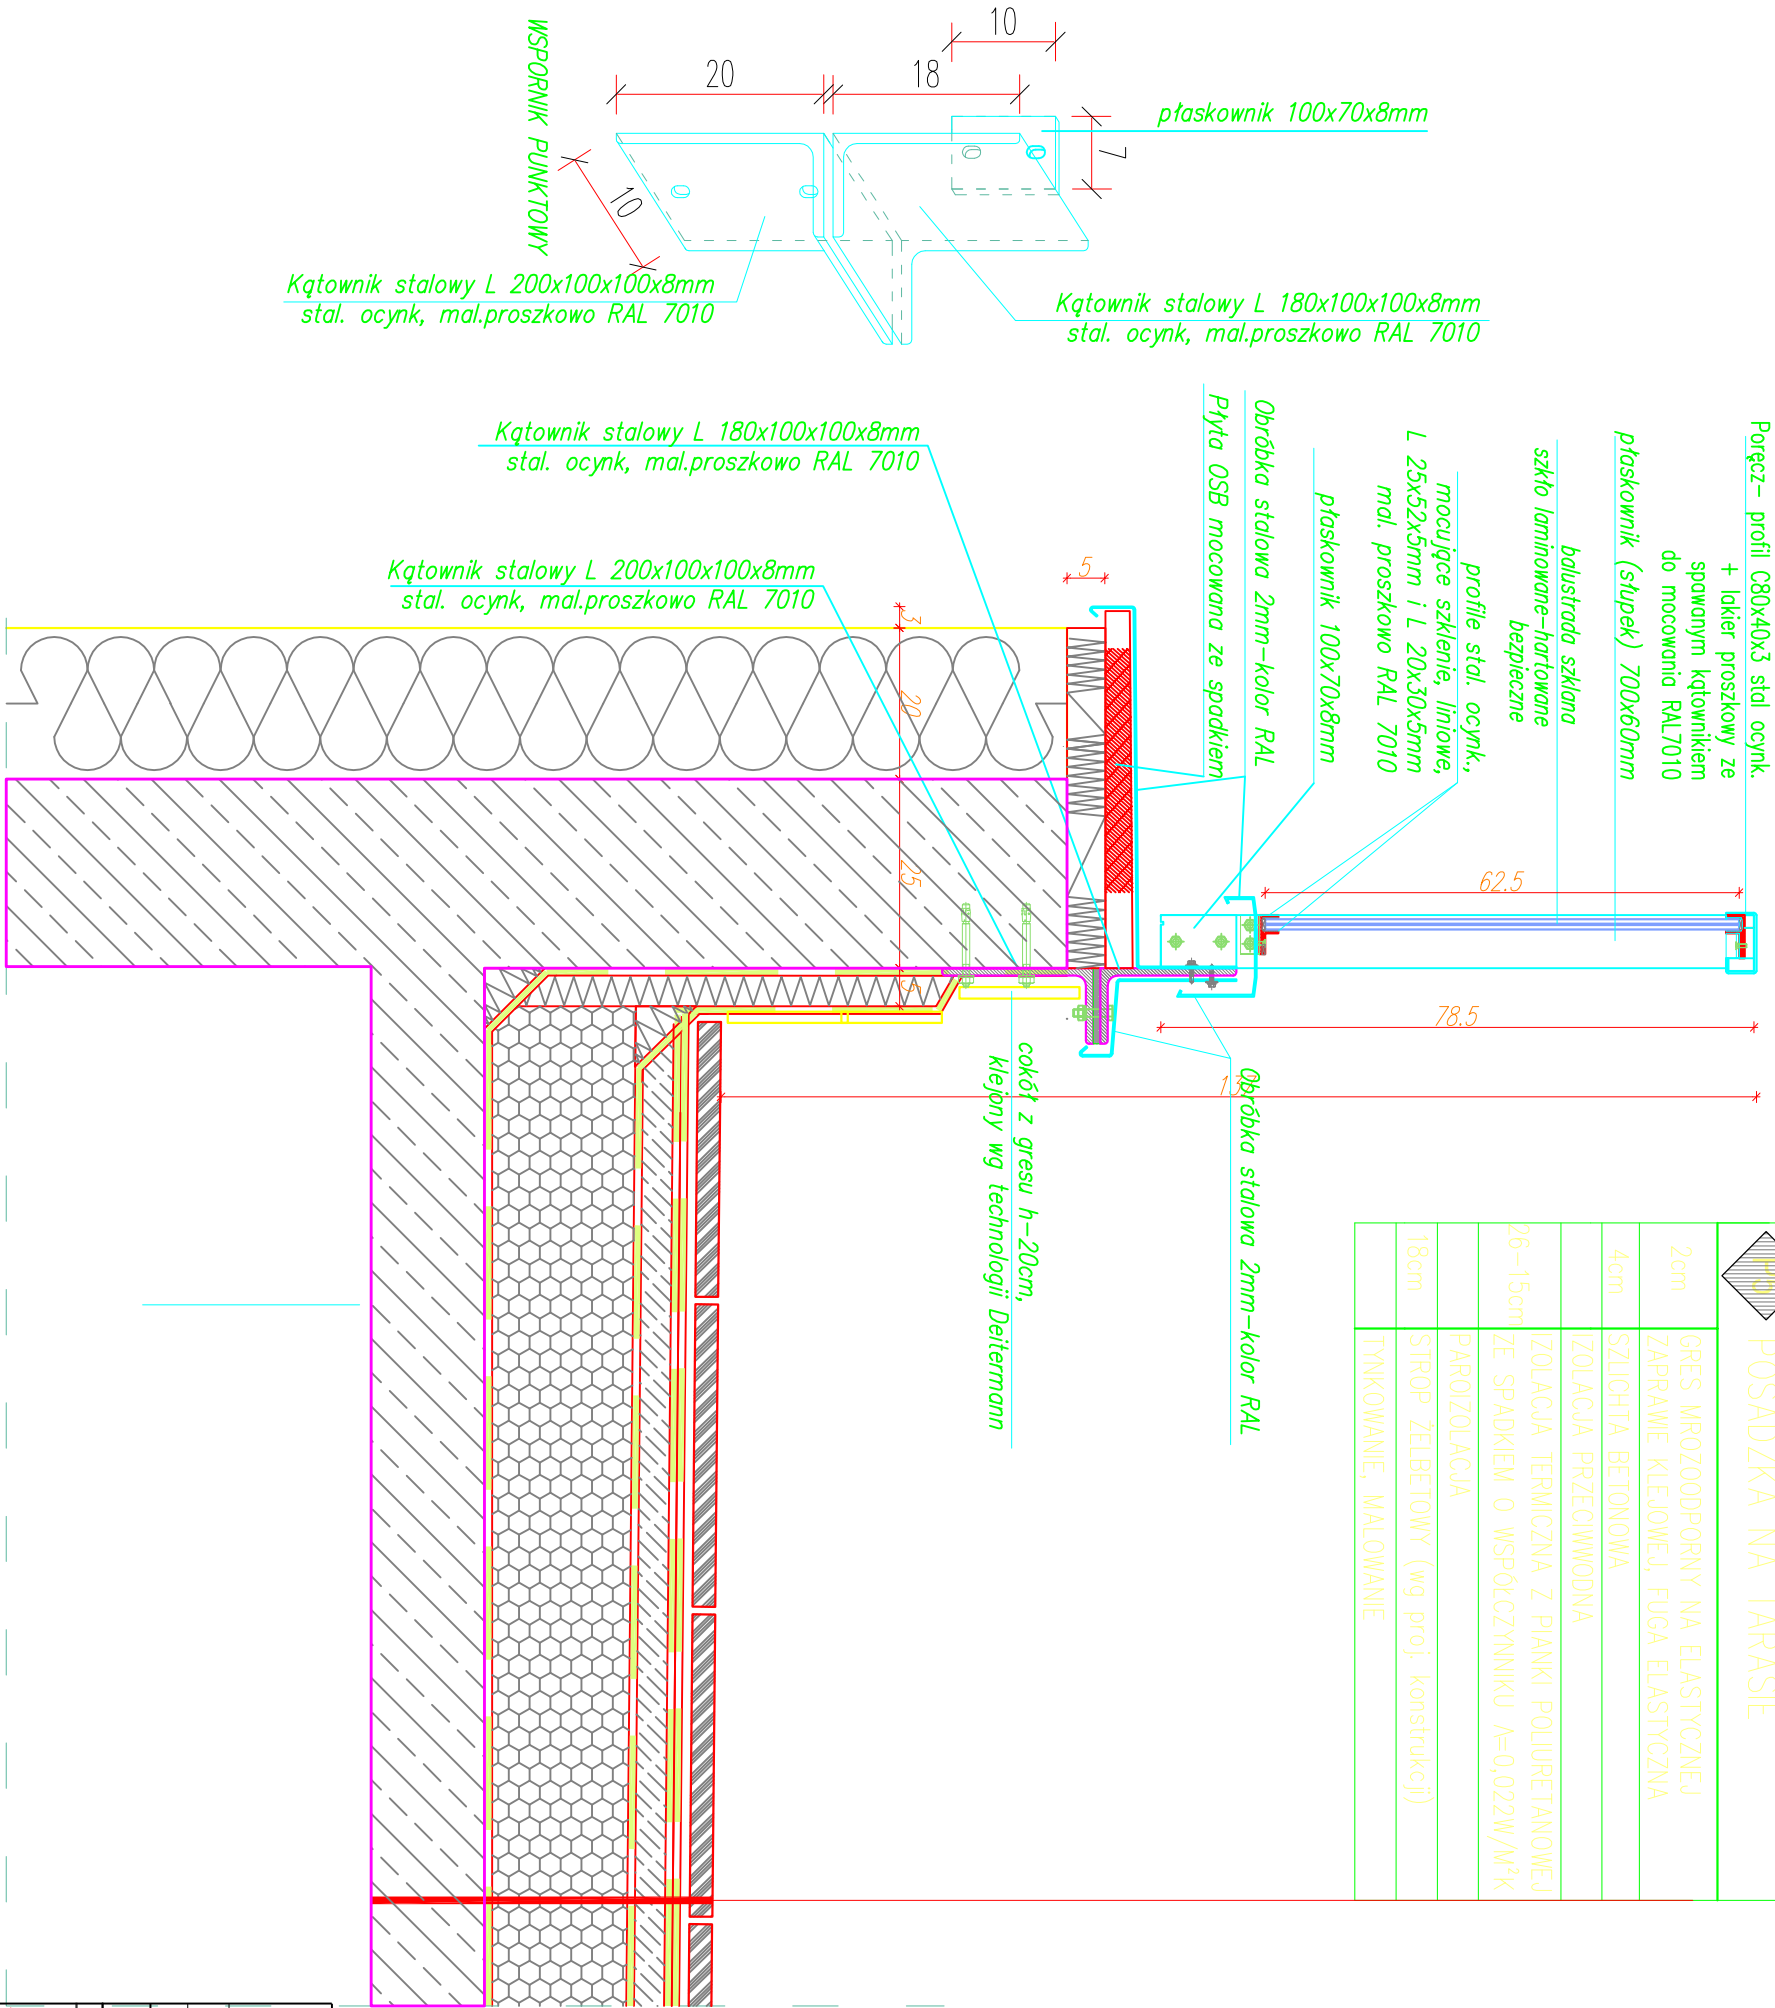 10
20
18
7
10
WSPORNIK PUNKTOWY
płaskownik 100x70x8mm
Kątownik stalowy L 200x100x100x8mm
stal. ocynk, mal.proszkowo RAL 7010
Kątownik stalowy L 180x100x100x8mm
stal. ocynk, mal.proszkowo RAL 7010
Kątownik stalowy L 180x100x100x8mm
stal. ocynk, mal.proszkowo RAL 7010
Kątownik stalowy L 200x100x100x8mm
stal. ocynk, mal.proszkowo RAL 7010
Poręcz- profil C80x40x3 stal ocynk.
+ lakier proszkowy ze
spawanym kątownikiem
do mocowania RAL7010
płaskownik (słupek) 700x60mm
balustrada szklana
szkło laminowane-hartowane
bezpieczne
profile stal. ocynk.,
mocujące szklenie, liniowe,
L 25x52x5mm i L 20x30x5mm
mal. proszkowo RAL 7010
płaskownik 100x70x8mm
Obróbka stalowa 2mm-kolor RAL
Płyta OSB mocowana ze spadkiem
5
3
20
25
5
62.5
78.5
Obróbka stalowa 2mm-kolor RAL
cokół z gresu h-20cm,
klejony wg technologii Deitermann
POSADZKA NA TARASIE
2cm
GRES MROZOODPORNY NA ELASTYCZNEJ
ZAPRAWIE KLEJOWEJ, FUGA ELASTYCZNA
4cm
SZLICHTA BETONOWA
IZOLACJA PRZECIWWODNA
26-15cm
IZOLACJA TERMICZNA Z PIANKI POLIURETANOWEJ
ZE SPADKIEM O WSPÓŁCZYNNIKU Λ=0,022W/M²K
PAROIZOLACJA
18cm
STROP ŻELBETOWY (wg proj. konstrukcji)
TYNKOWANIE, MALOWANIE